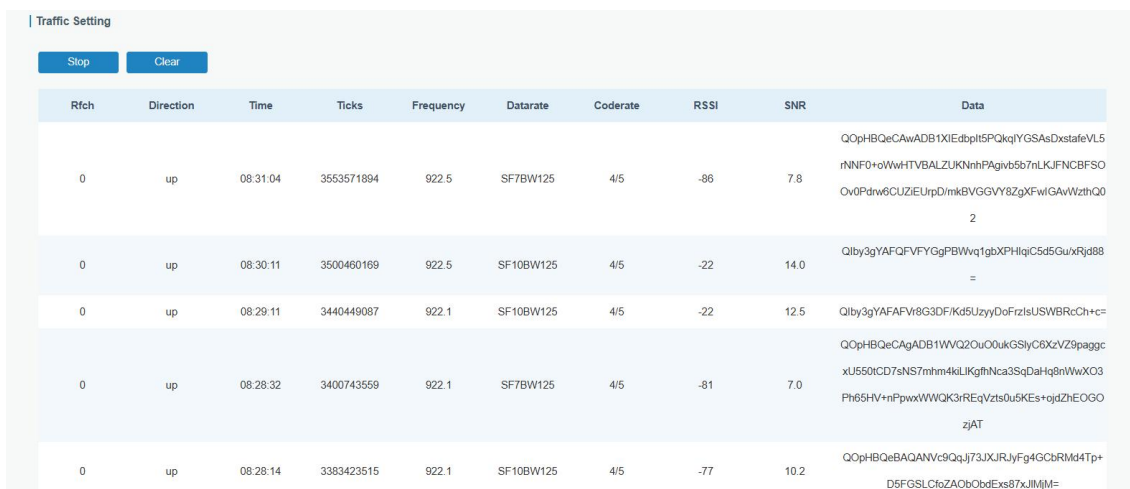 Traffic Setting
Stop Clear
Rfch Direction Time Ticks Frequency Datarate Coderate RSSI SNR Data
0 up 08:31:04 3553571894 922.5 SF7BW125 4/5 -86 7.8
QOpHBQeCAwADB1XIEdbpIt5PQkqIYGSAsDxstafeVL5
rNNF0+oWwHTVBALZUKNnhPAgivb5b7nLKJFNCBFSO
Ov0Pdrw6CUZiEUrpD/mkBVGGVY8ZgXFwIGAvWzthQ0
2
0 up 08:30:11 3500460169 922.5 SF10BW125 4/5 -22 14.0
QIby3gYAFQFVFYGgPBWvq1gbXPHIqiC5d5Gu/xRjd88
=
0 up 08:29:11 3440449087 922.1 SF10BW125 4/5 -22 12.5 QIby3gYAFAFVr8G3DF/Kd5UzyyDoFrzIsUSWBRcCh+c=
0 up 08:28:32 3400743559 922.1 SF7BW125 4/5 -81 7.0
QOpHBQeCAgADB1WVQ2OuO0ukGSIyC6XzVZ9paggc
xU550tCD7sNS7mhm4kiLIKgfhNca3SqDaHq8nWwXO3
Ph65HV+nPpwxWWQK3rREqVzts0u5KEs+ojdZhEOGO
zjAT
0 up 08:28:14 3383423515 922.1 SF10BW125 4/5 -77 10.2
QOpHBQeBAQANVc9QqJj73JXJRJyFg4GCbRMd4Tp+
D5FGSLCfoZAObObdExs87xJIMjM=